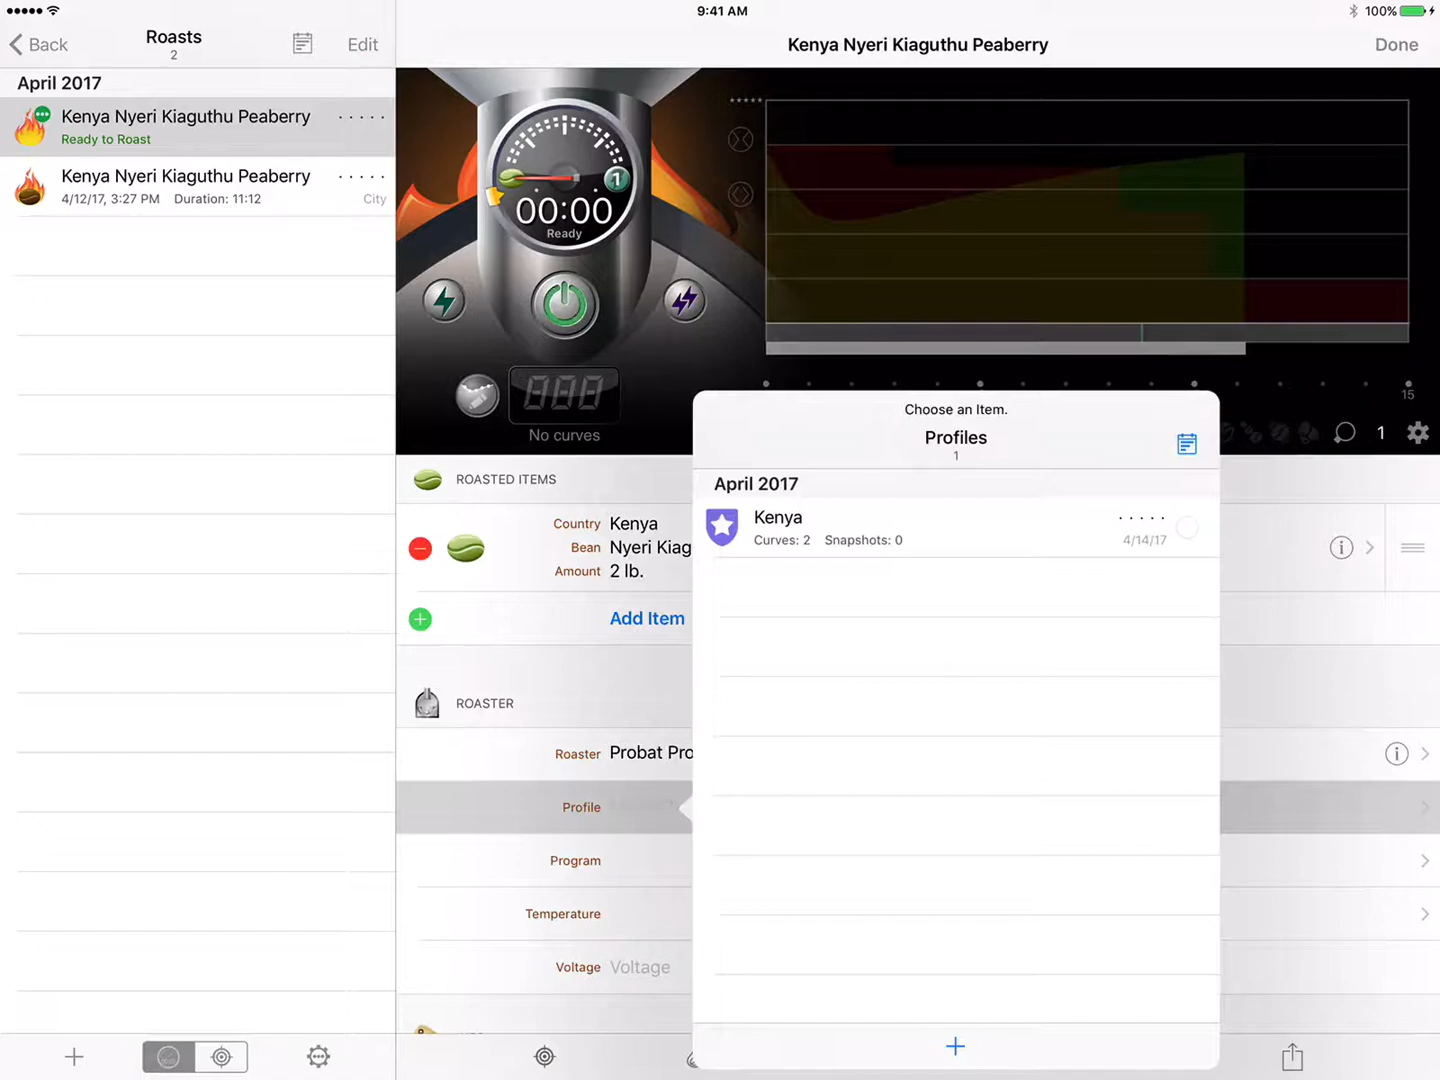 9:41 AM
100%
Back
Roasts
2
Edit
Kenya Nyeri Kiaguthu Peaberry
Done
April 2017
Kenya Nyeri Kiaguthu Peaberry
Ready to Roast
Kenya Nyeri Kiaguthu Peaberry
4/12/17, 3:27 PM Duration: 11:12
City
1
00:00
Ready
No curves
15
1
ROASTED ITEMS
Country Kenya
Bean Nyeri Kiag
Amount 2 lb.
Add Item
ROASTER
Roaster Probat Pro
Profile
Program
Temperature
Voltage Voltage
Choose an Item.
Profiles
1
April 2017
Kenya
Curves: 2 Snapshots: 0
4/14/17